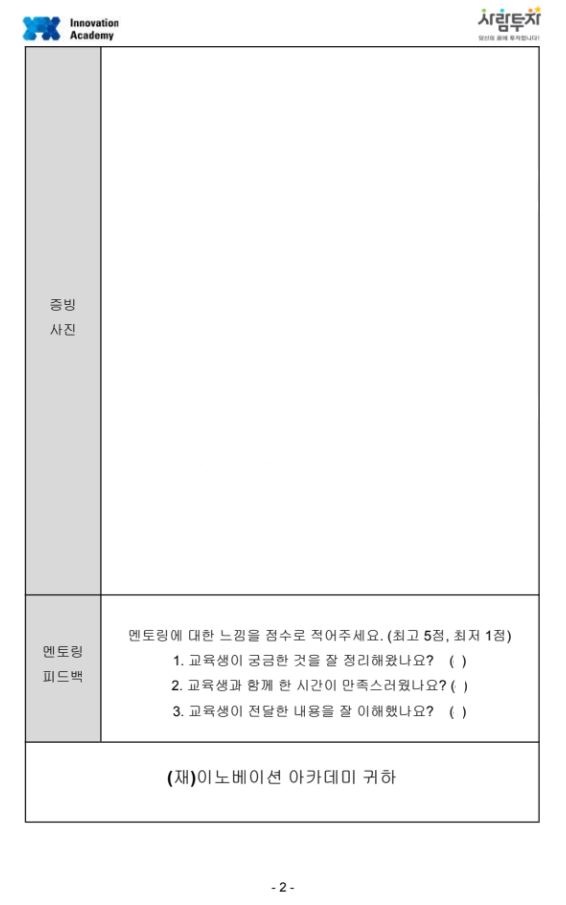 Innovation
Academy
사람투자
당신의 꿈에 투자합니다!
증빙
사진
멘토링에 대한 느낌을 점수로 적어주세요. (최고 5점, 최저 1점)
멘토링
피드백
1. 교육생이 궁금한 것을 잘 정리해왔나요? ( )
2. 교육생과 함께 한 시간이 만족스러웠나요? ( )
3. 교육생이 전달한 내용을 잘 이해했나요? ( )
(재)이노베이션 아카데미 귀하
- 2 -